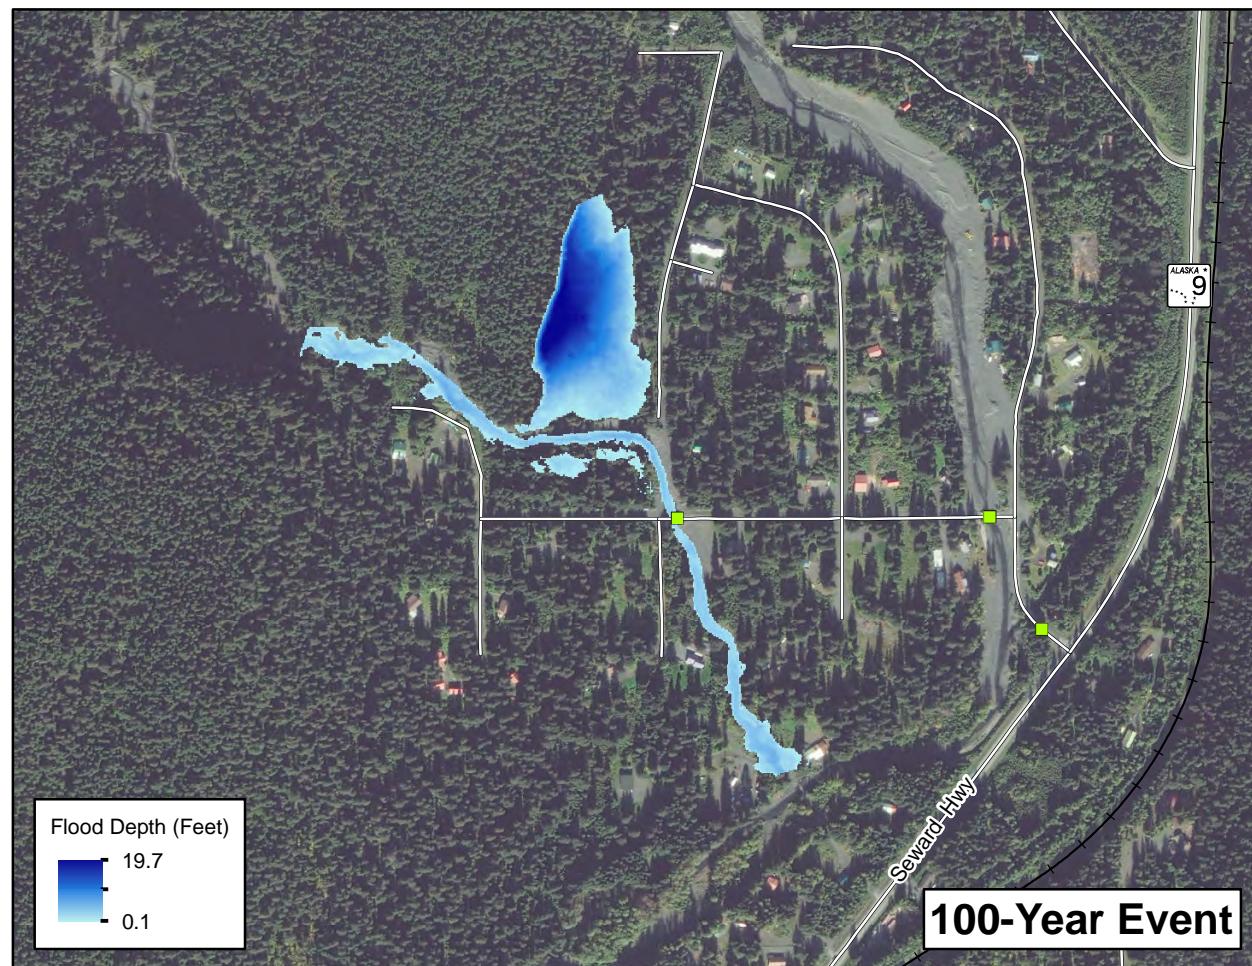 ALASKA
9
Seward Hwy
Flood Depth (Feet)
19.7
0.1
100-Year Event